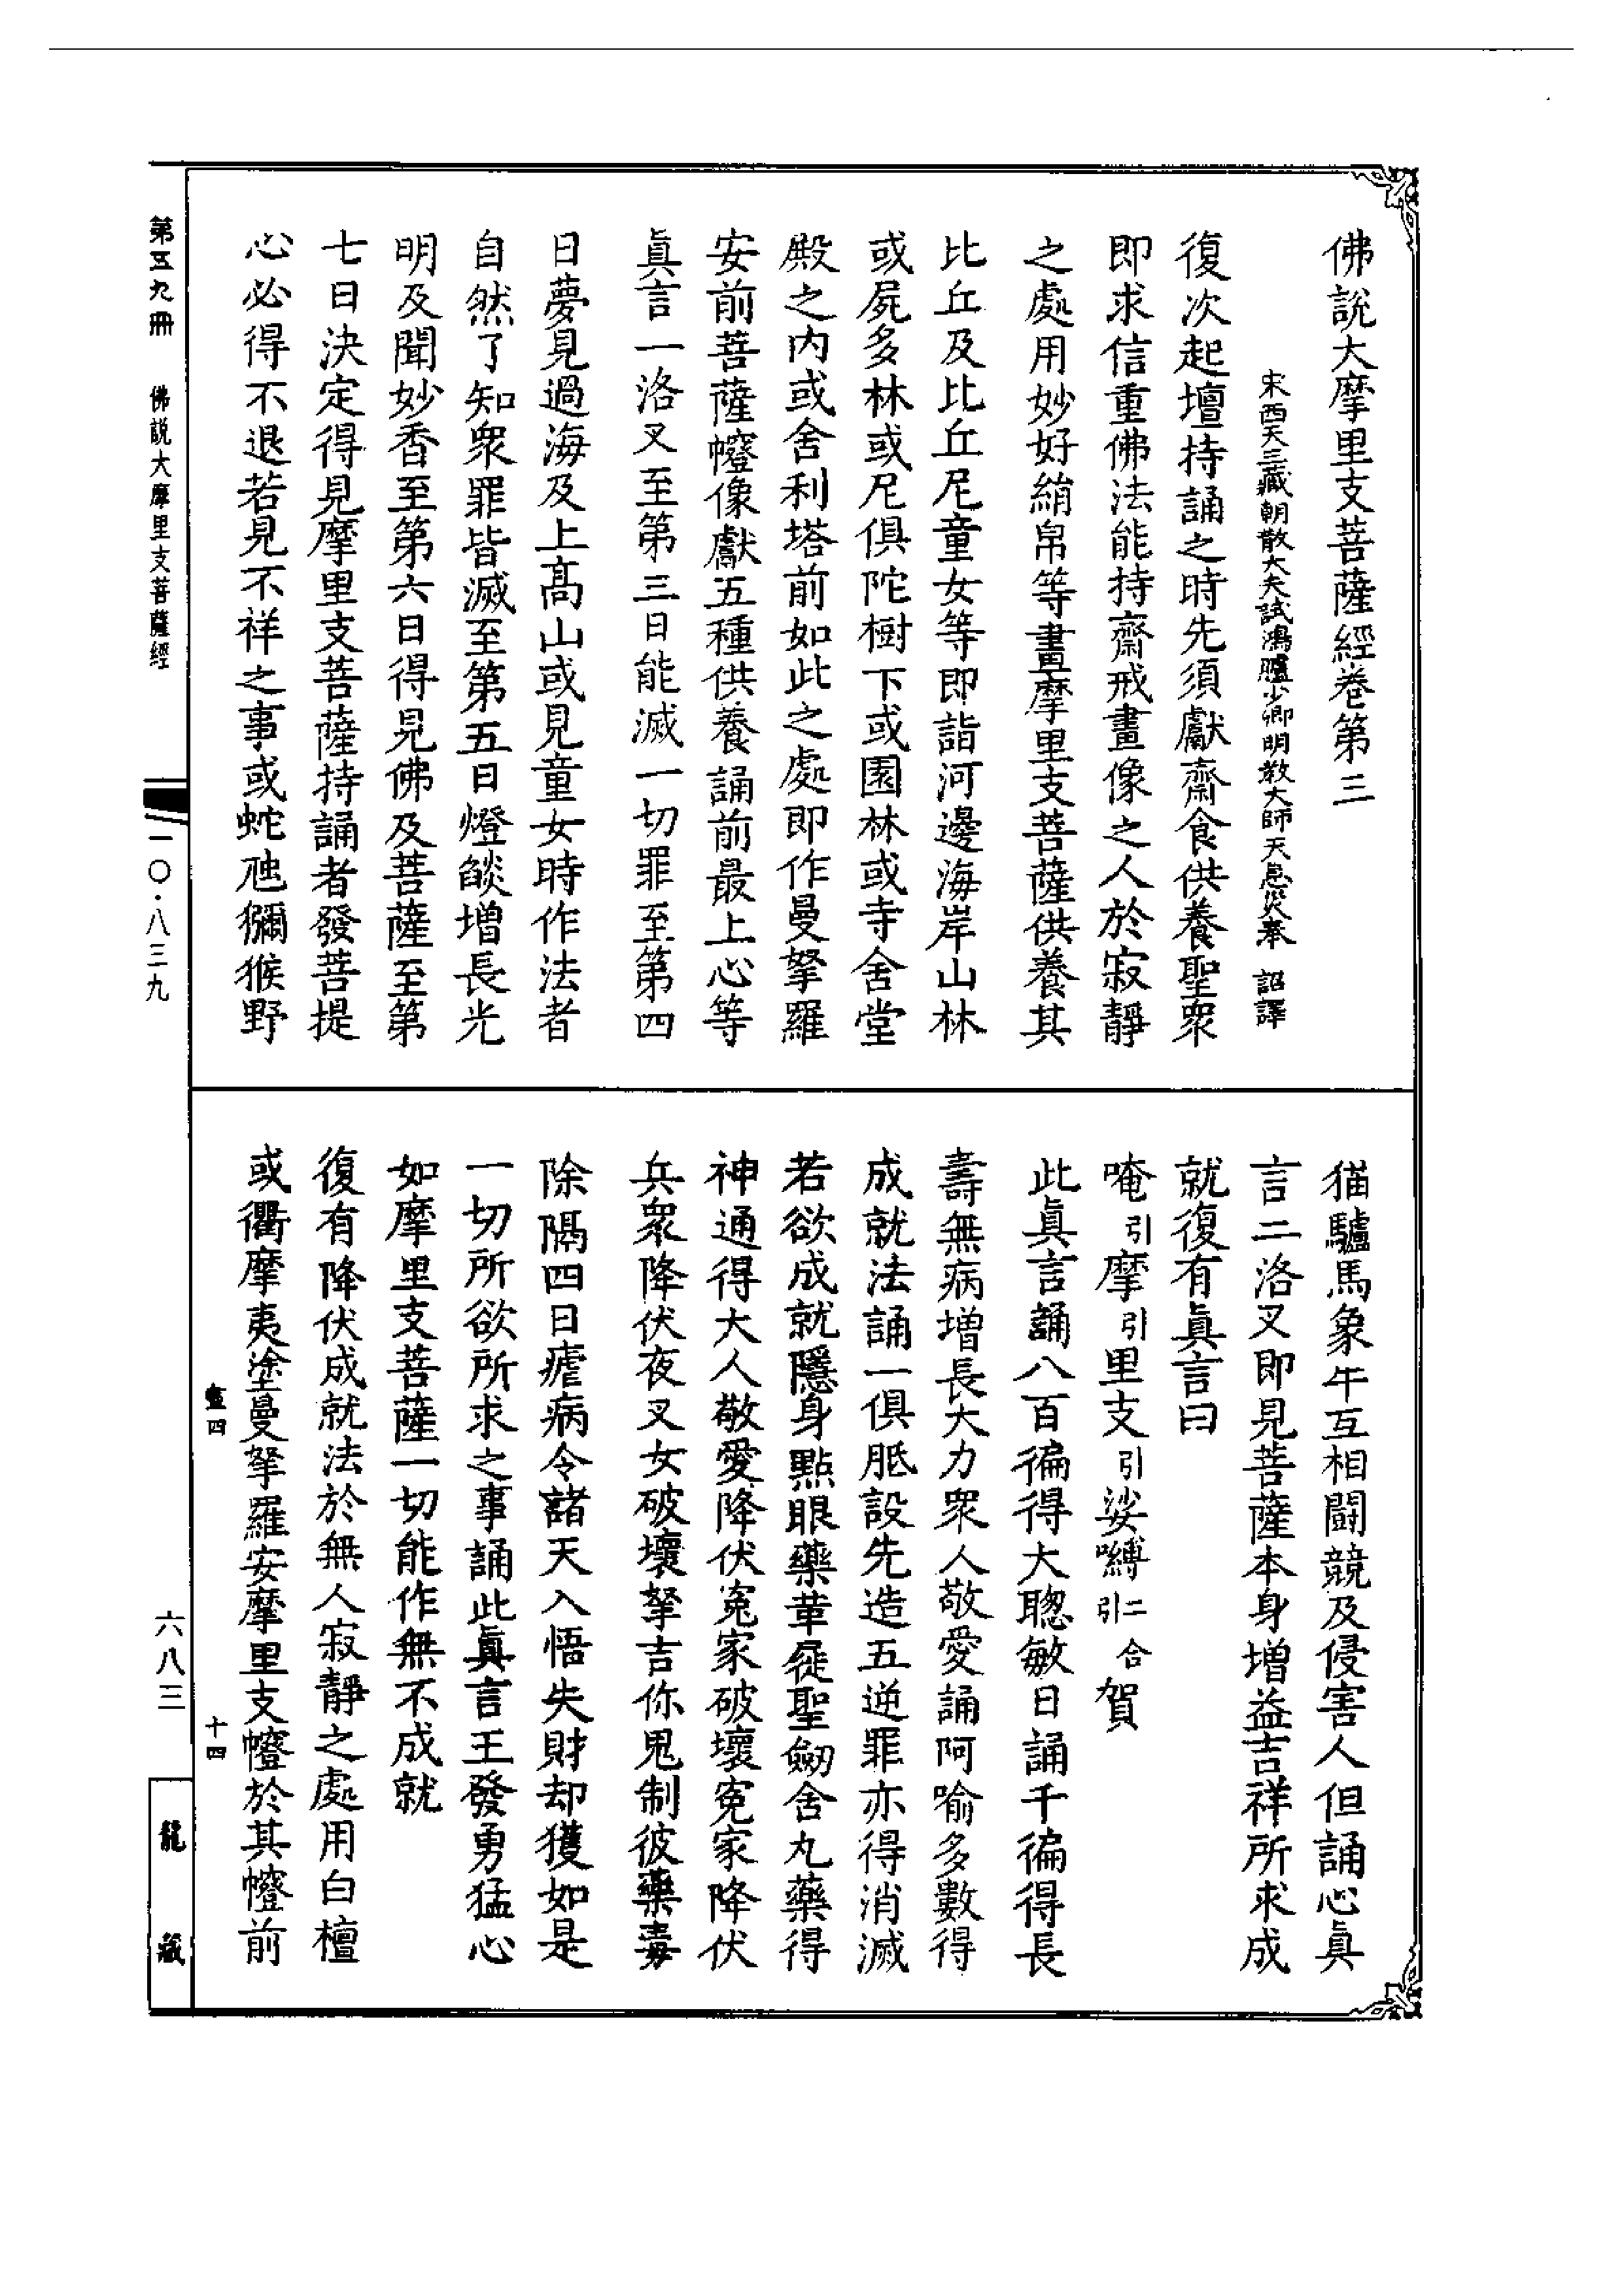 佛說大摩里支菩薩經卷第三
宋西天三藏朝散大夫試鴻臚少卿明教大師天息災奉　詔譯
復次起壇持誦之時先須獻齋食供養聖眾
即求信重佛法能持齋戒畫像之人於寂靜
之處用妙好絹帛等畫摩里支菩薩供養其
比丘及比丘尼童女等即詣河邊海岸山林
或屍多林或尼俱陀樹下或園林或寺舍堂
殿之內或舍利塔前如此之處即作曼拏羅
安前菩薩㡧像獻五種供養誦前最上心等
眞言一洛叉至第三日能滅一切罪至第四
日夢見過海及上高山或見童女時作法者
自然了知眾罪皆滅至第五日燈燄增長光
明及聞妙香至第六日得見佛及菩薩至第
七日決定得見摩里支菩薩持誦者發菩提
心必得不退若見不祥之事或蛇虺獼猴野
猫驢馬象牛互相鬪競及侵害人但誦心眞
言二洛叉即見菩薩本身增益吉祥所求成
就復有眞言曰
唵引摩引里支引娑嚩二合引賀
此眞言誦八百徧得大聰敏日誦千徧得長
壽無病增長大力眾人敬愛誦阿喻多數得
成就法誦一俱胝設先造五逆罪亦得消滅
若欲成就隱身點眼藥革屣聖劒舍丸藥得
神通得大人敬愛降伏冤家破壞冤家降伏
兵眾降伏夜叉女破壞拏吉你鬼制彼藥毒
除隔四日瘧病令諸天入悟失財却獲如是
一切所欲所求之事誦此眞言王發勇猛心
如摩里支菩薩一切能作無不成就
復有降伏成就法於無人寂靜之處用白檀
或衢摩夷塗曼拏羅安摩里支㡧於其㡧前
四
十四
第五九冊　佛說大摩里支菩薩經
一〇·八三九
六八三
龍藏